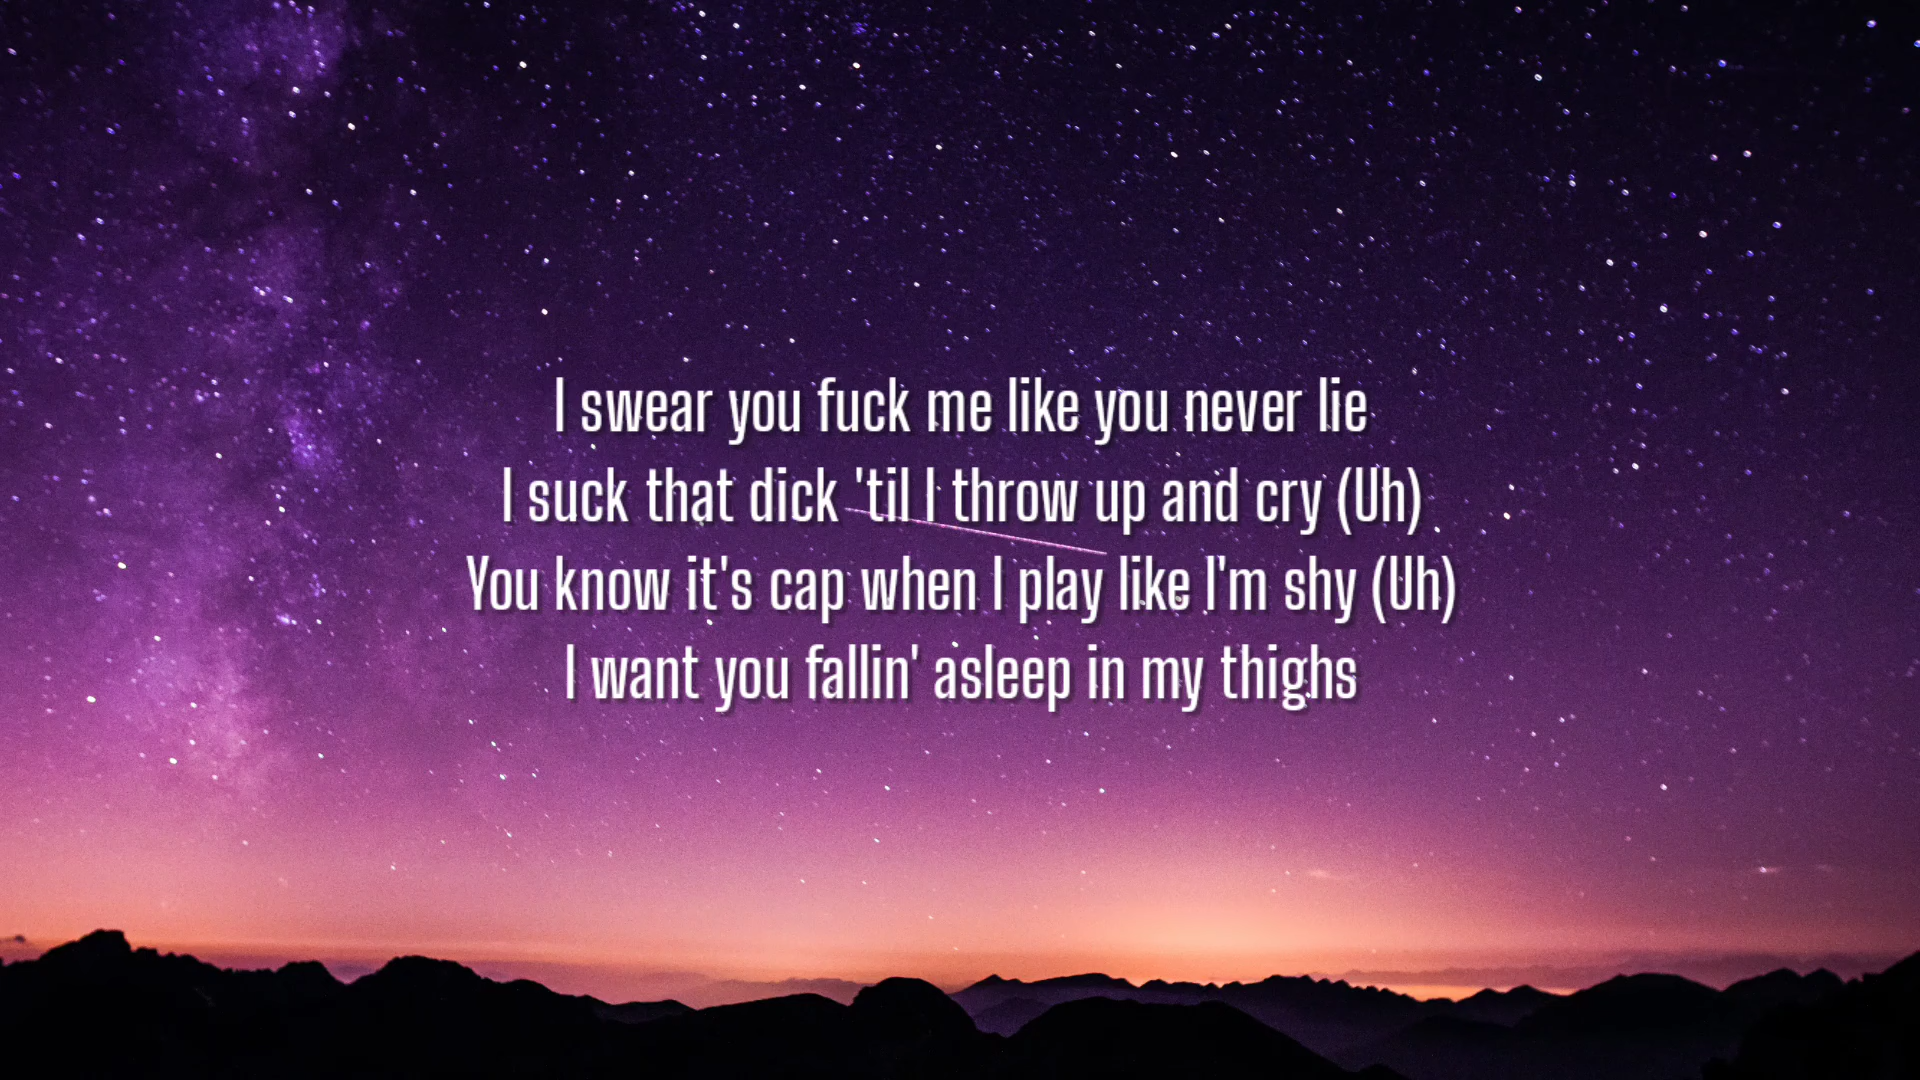 I swear you fuck me like you never lie
I suck that dick 'til I throw up and cry (Uh)
You know it's cap when I play like I'm shy (Uh)
I want you fallin' asleep in my thighs